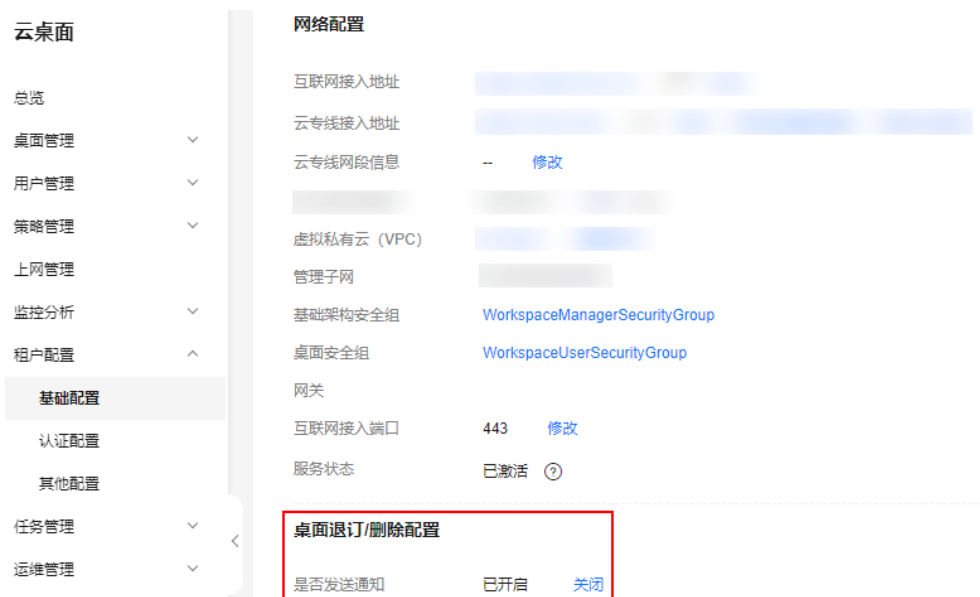 云桌面
总览
桌面管理
用户管理
策略管理
上网管理
监控分析
租户配置
基础配置
认证配置
其他配置
任务管理
运维管理
网络配置
互联网接入地址
云专线接入地址
云专线网段信息 -- 修改
虚拟私有云（VPC）
管理子网
基础架构安全组 WorkspaceManagerSecurityGroup
桌面安全组 WorkspaceUserSecurityGroup
网关
互联网接入端口 443 修改
服务状态 已激活 ?
桌面退订/删除配置
是否发送通知 已开启 关闭